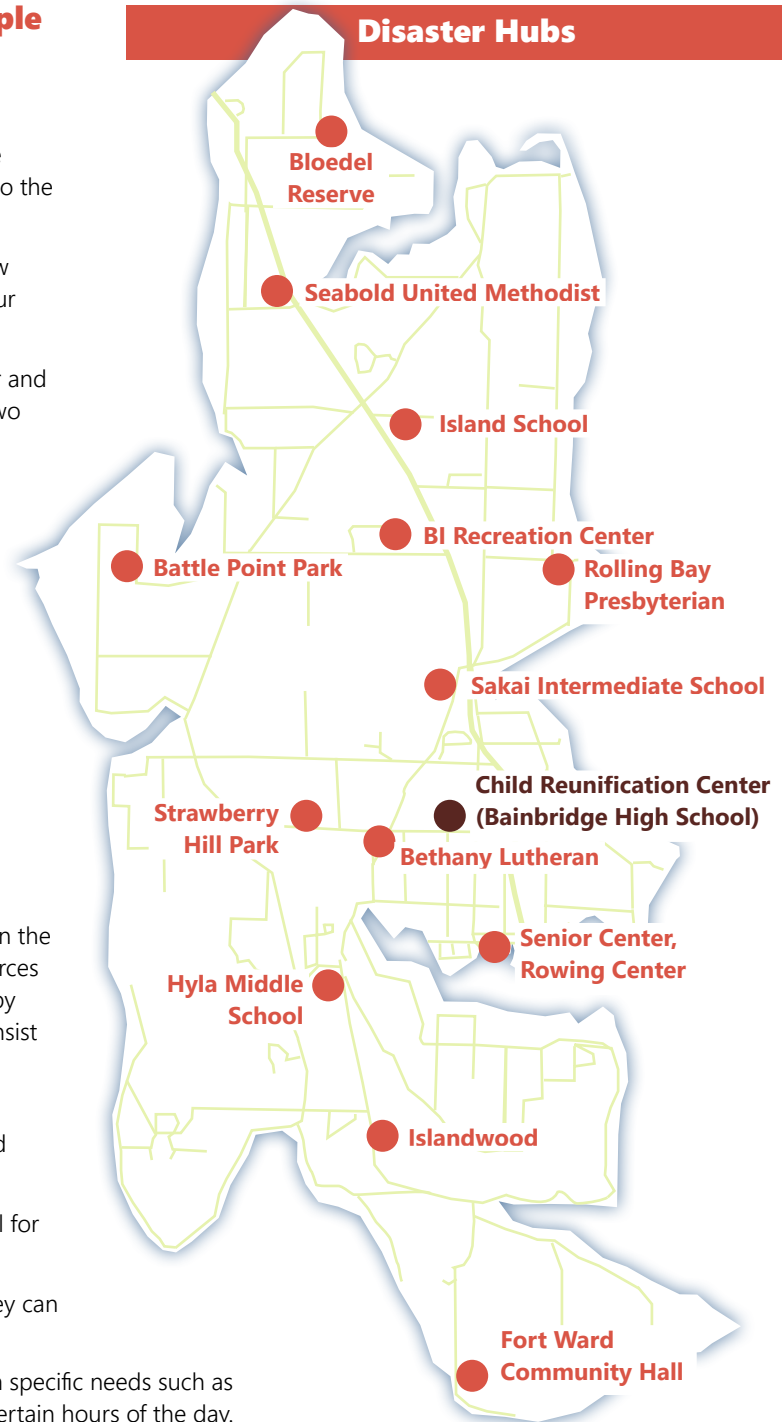 ple
o the
w
ur
r and
wo
n the
rces
by
nsist
d
l for
ey can
n specific needs such as
ertain hours of the day.
Disaster Hubs
Bloedel
Reserve
Seabold United Methodist
Island School
BI Recreation Center
Battle Point Park
Rolling Bay
Presbyterian
Sakai Intermediate School
Child Reunification Center
(Bainbridge High School)
Strawberry
Hill Park
Bethany Lutheran
Senior Center,
Rowing Center
Hyla Middle
School
Islandwood
Fort Ward
Community Hall